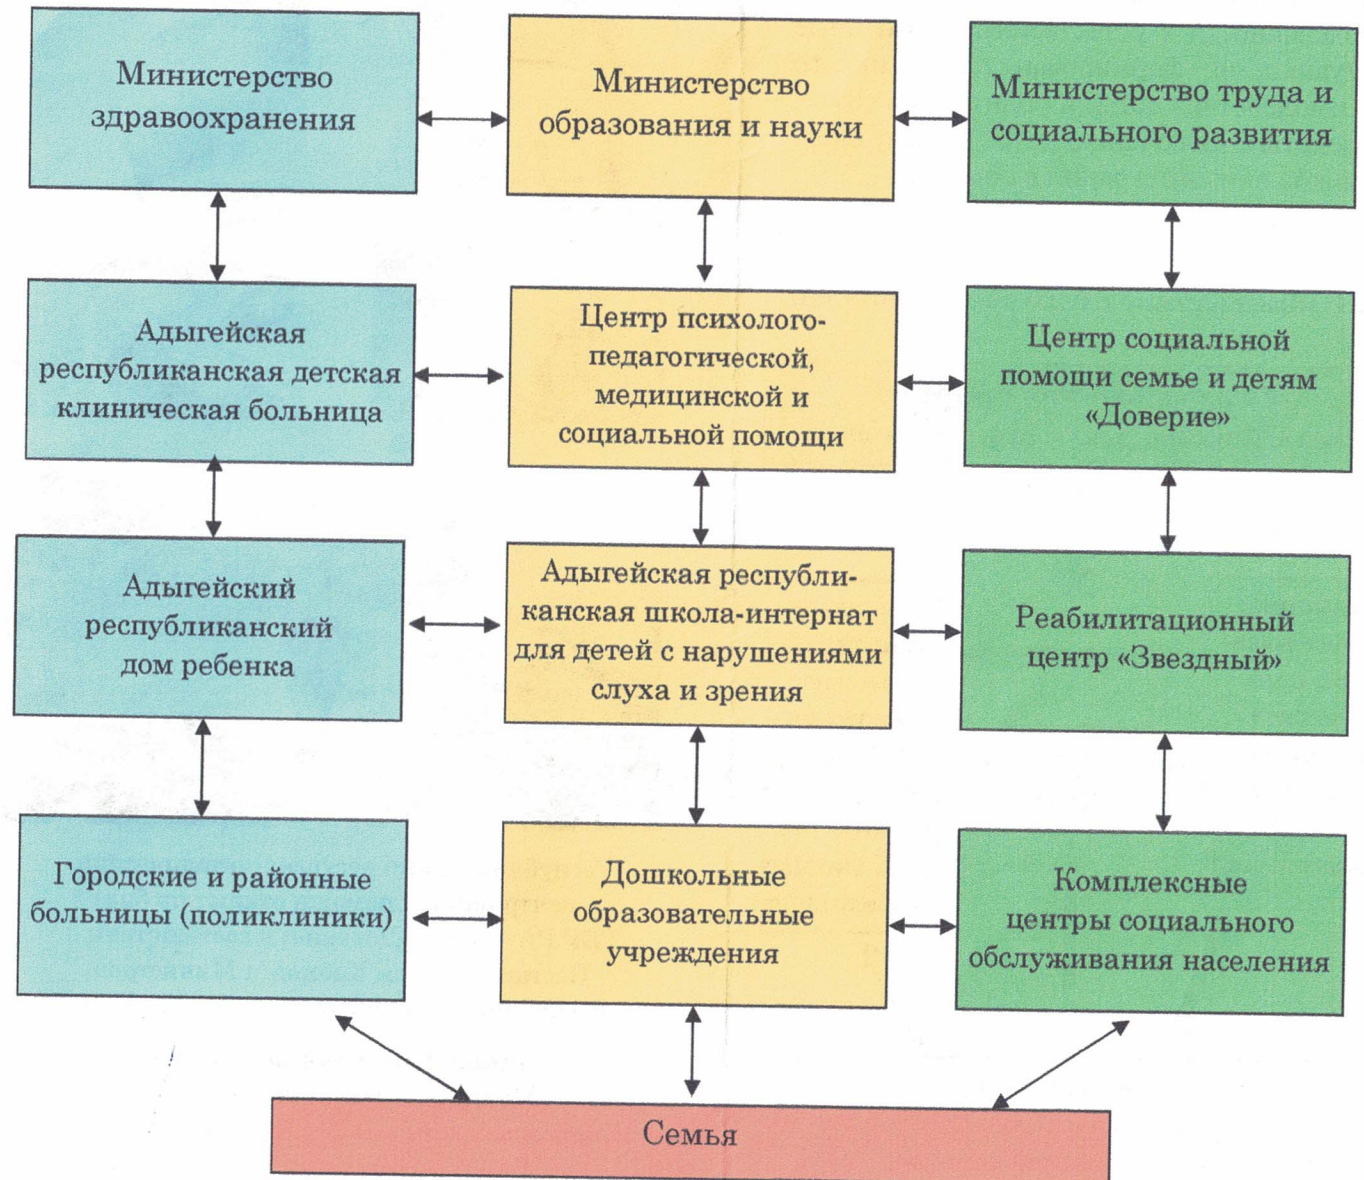 Министерство
здравоохранения
Министерство
образования и науки
Министерство труда и
социального развития
Адыгейская
республиканская детская
клиническая больница
Центр психолого-
педагогической,
медицинской и
социальной помощи
Центр социальной
помощи семье и детям
«Доверие»
Адыгейский
республиканский
дом ребенка
Адыгейская республи-
канская школа-интернат
для детей с нарушениями
слуха и зрения
Реабилитационный
центр «Звездный»
Городские и районные
больницы (поликлиники)
Дошкольные
образовательные
учреждения
Комплексные
центры социального
обслуживания населения
Семья